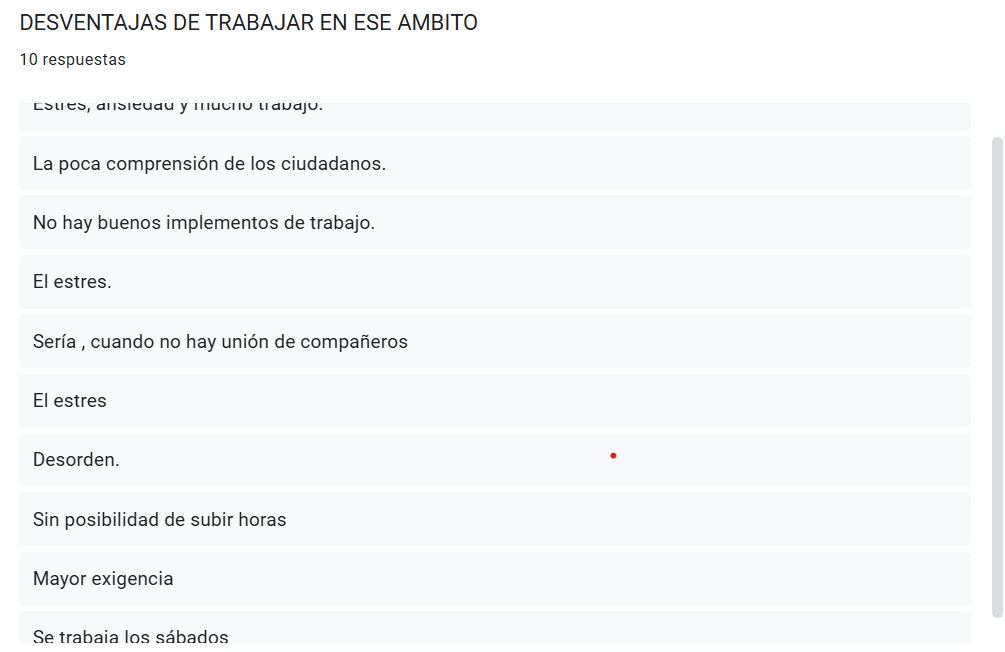 DESVENTAJAS DE TRABAJAR EN ESE AMBITO
10 respuestas
Estres, ansiedad y mucho trabajo.
La poca comprensión de los ciudadanos.
No hay buenos implementos de trabajo.
El estres.
Sería , cuando no hay unión de compañeros
El estres
Desorden.
Sin posibilidad de subir horas
Mayor exigencia
Se trabaja los sábados